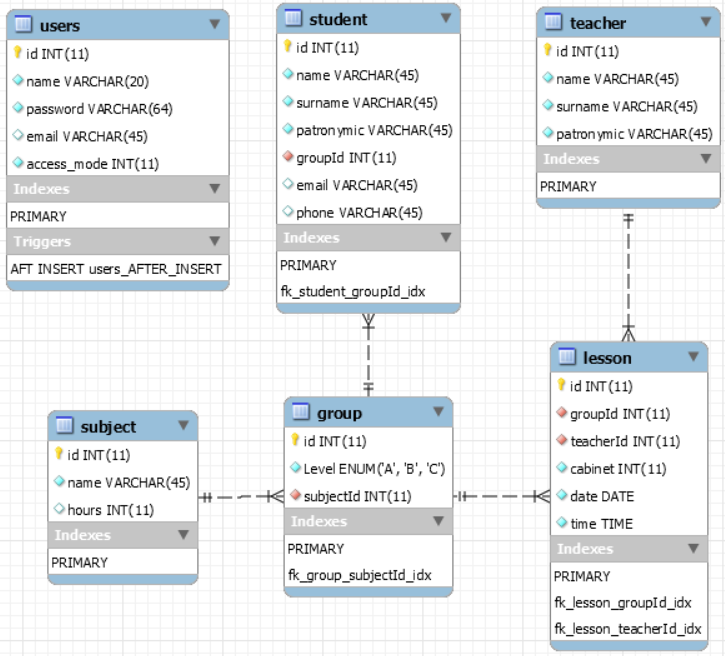 users
id INT(11)
name VARCHAR(20)
password VARCHAR(64)
email VARCHAR(45)
access_mode INT(11)
Indexes
PRIMARY
Triggers
AFT INSERT users_AFTER_INSERT
student
id INT(11)
name VARCHAR(45)
surname VARCHAR(45)
patronymic VARCHAR(45)
groupId INT(11)
email VARCHAR(45)
phone VARCHAR(45)
Indexes
PRIMARY
fk_student_groupId_idx
teacher
id INT(11)
name VARCHAR(45)
surname VARCHAR(45)
patronymic VARCHAR(45)
Indexes
PRIMARY
subject
id INT(11)
name VARCHAR(45)
hours INT(11)
Indexes
PRIMARY
group
id INT(11)
Level ENUM('A', 'B', 'C')
subjectId INT(11)
Indexes
PRIMARY
fk_group_subjectId_idx
lesson
id INT(11)
groupId INT(11)
teacherId INT(11)
cabinet INT(11)
date DATE
time TIME
Indexes
PRIMARY
fk_lesson_groupId_idx
fk_lesson_teacherId_idx